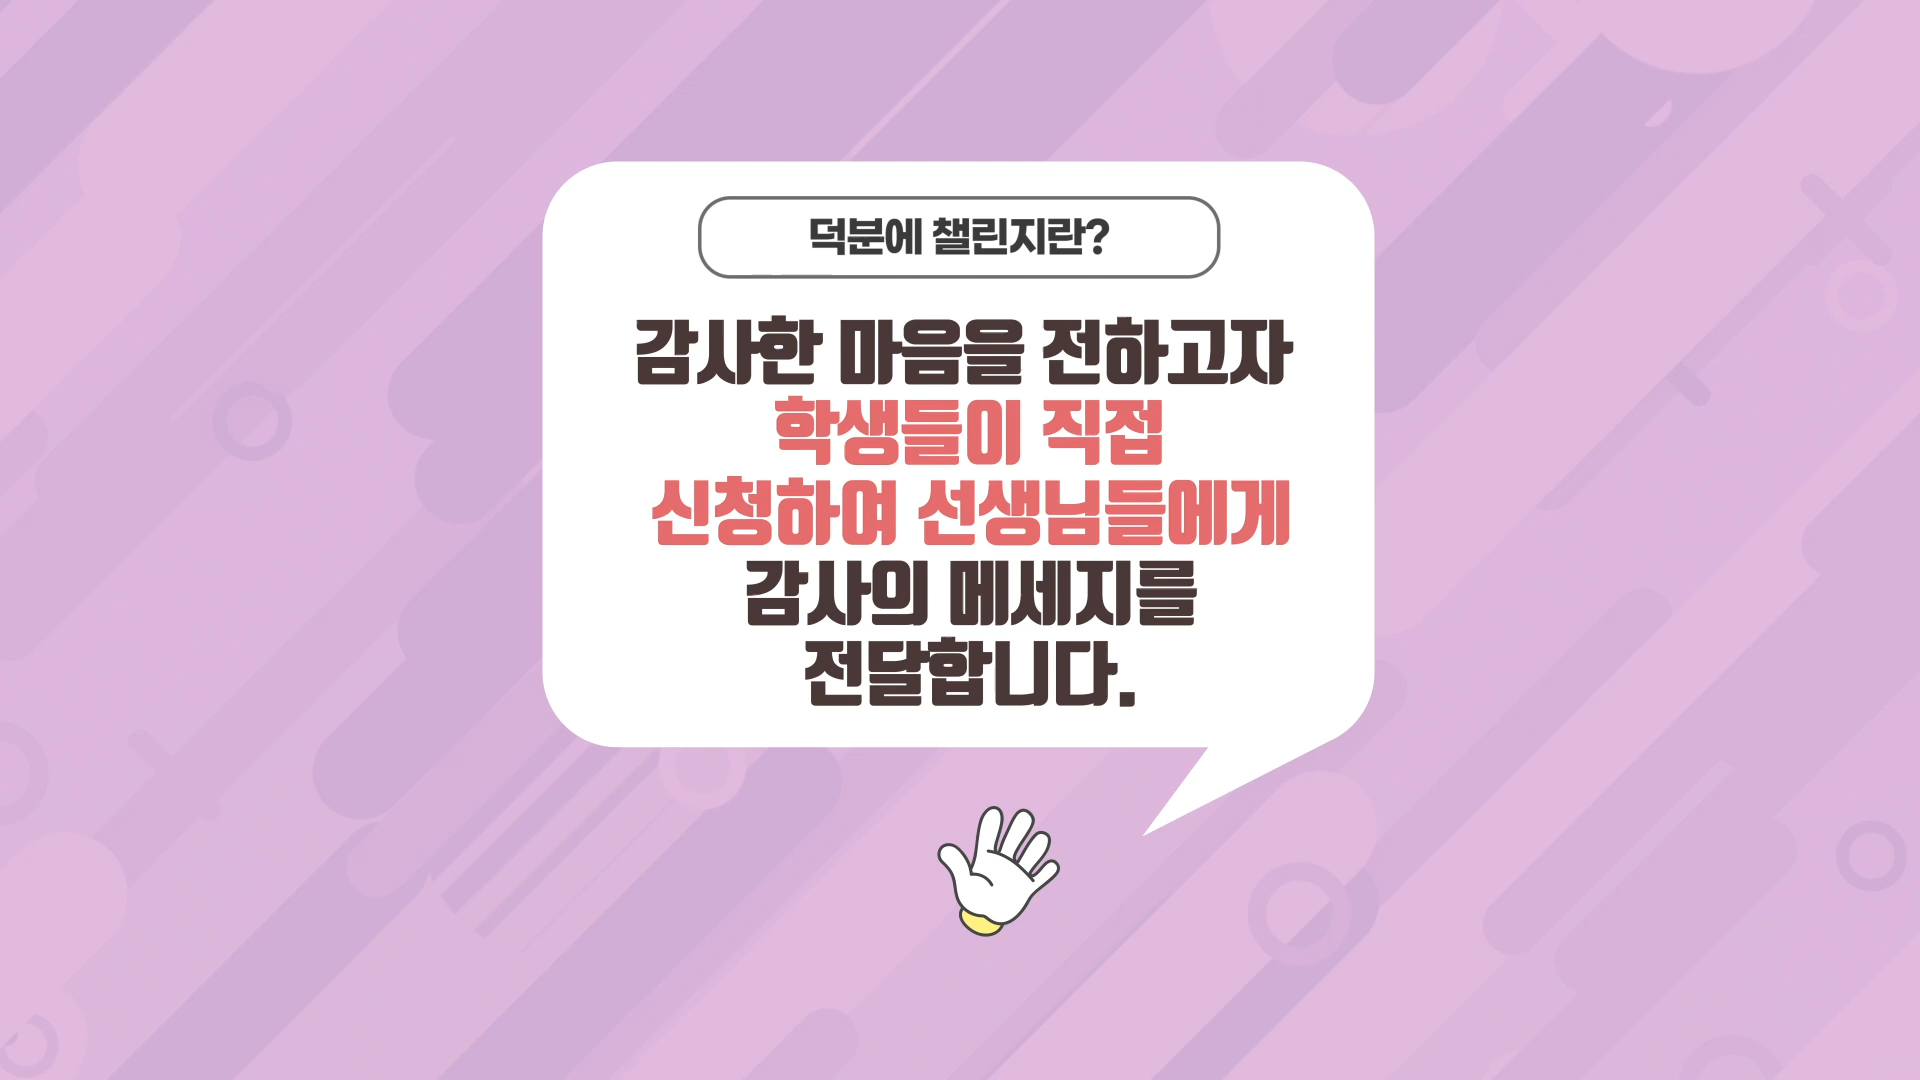 덕분에 챌린지란?
감사한 마음을 전하고자
학생들이 직접
신청하여 선생님들에게
감사의 메세지를
전달합니다.